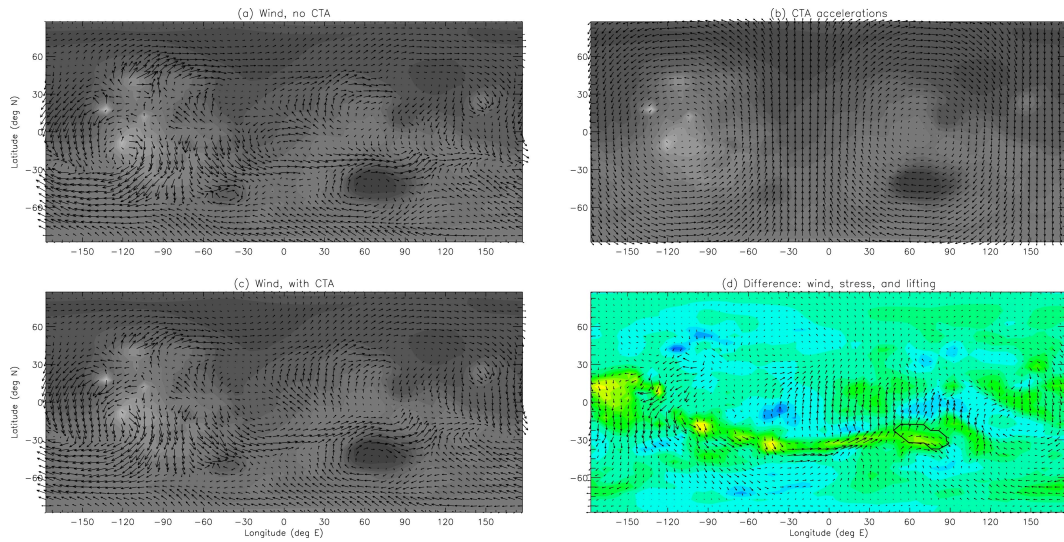 (a) Wind, no CTA
Latitude (deg N)
60
30
0
−30
−60
−150 −120 −90 −60 −30 0 30 60 90 120 150
(b) CTA accelerations
60
30
0
−30
−60
−150 −120 −90 −60 −30 0 30 60 90 120 150
(c) Wind, with CTA
Latitude (deg N)
60
30
0
−30
−60
−150 −120 −90 −60 −30 0 30 60 90 120 150
Longitude (deg E)
(d) Difference: wind, stress, and lifting
60
30
0
−30
−60
−150 −120 −90 −60 −30 0 30 60 90 120 150
Longitude (deg E)